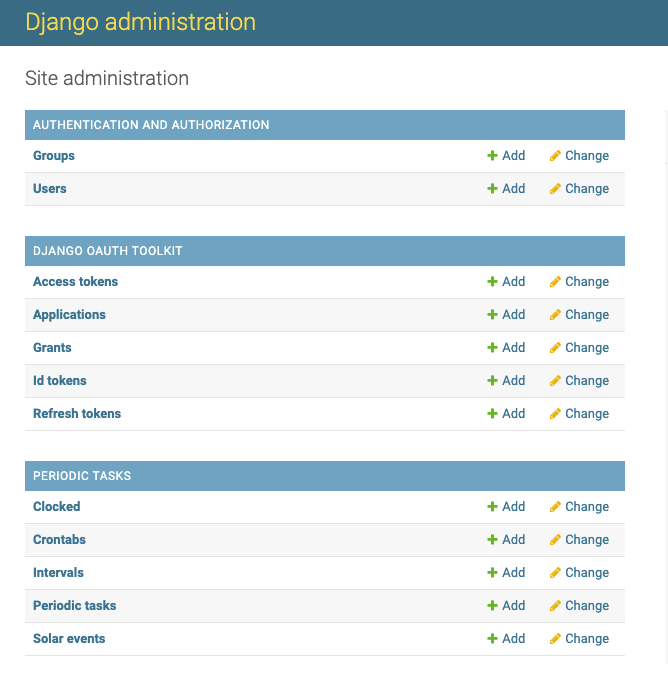 Django administration
Site administration
AUTHENTICATION AND AUTHORIZATION
Groups Add Change
Users Add Change
DJANGO OAUTH TOOLKIT
Access tokens Add Change
Applications Add Change
Grants Add Change
Id tokens Add Change
Refresh tokens Add Change
PERIODIC TASKS
Clocked Add Change
Crontabs Add Change
Intervals Add Change
Periodic tasks Add Change
Solar events Add Change